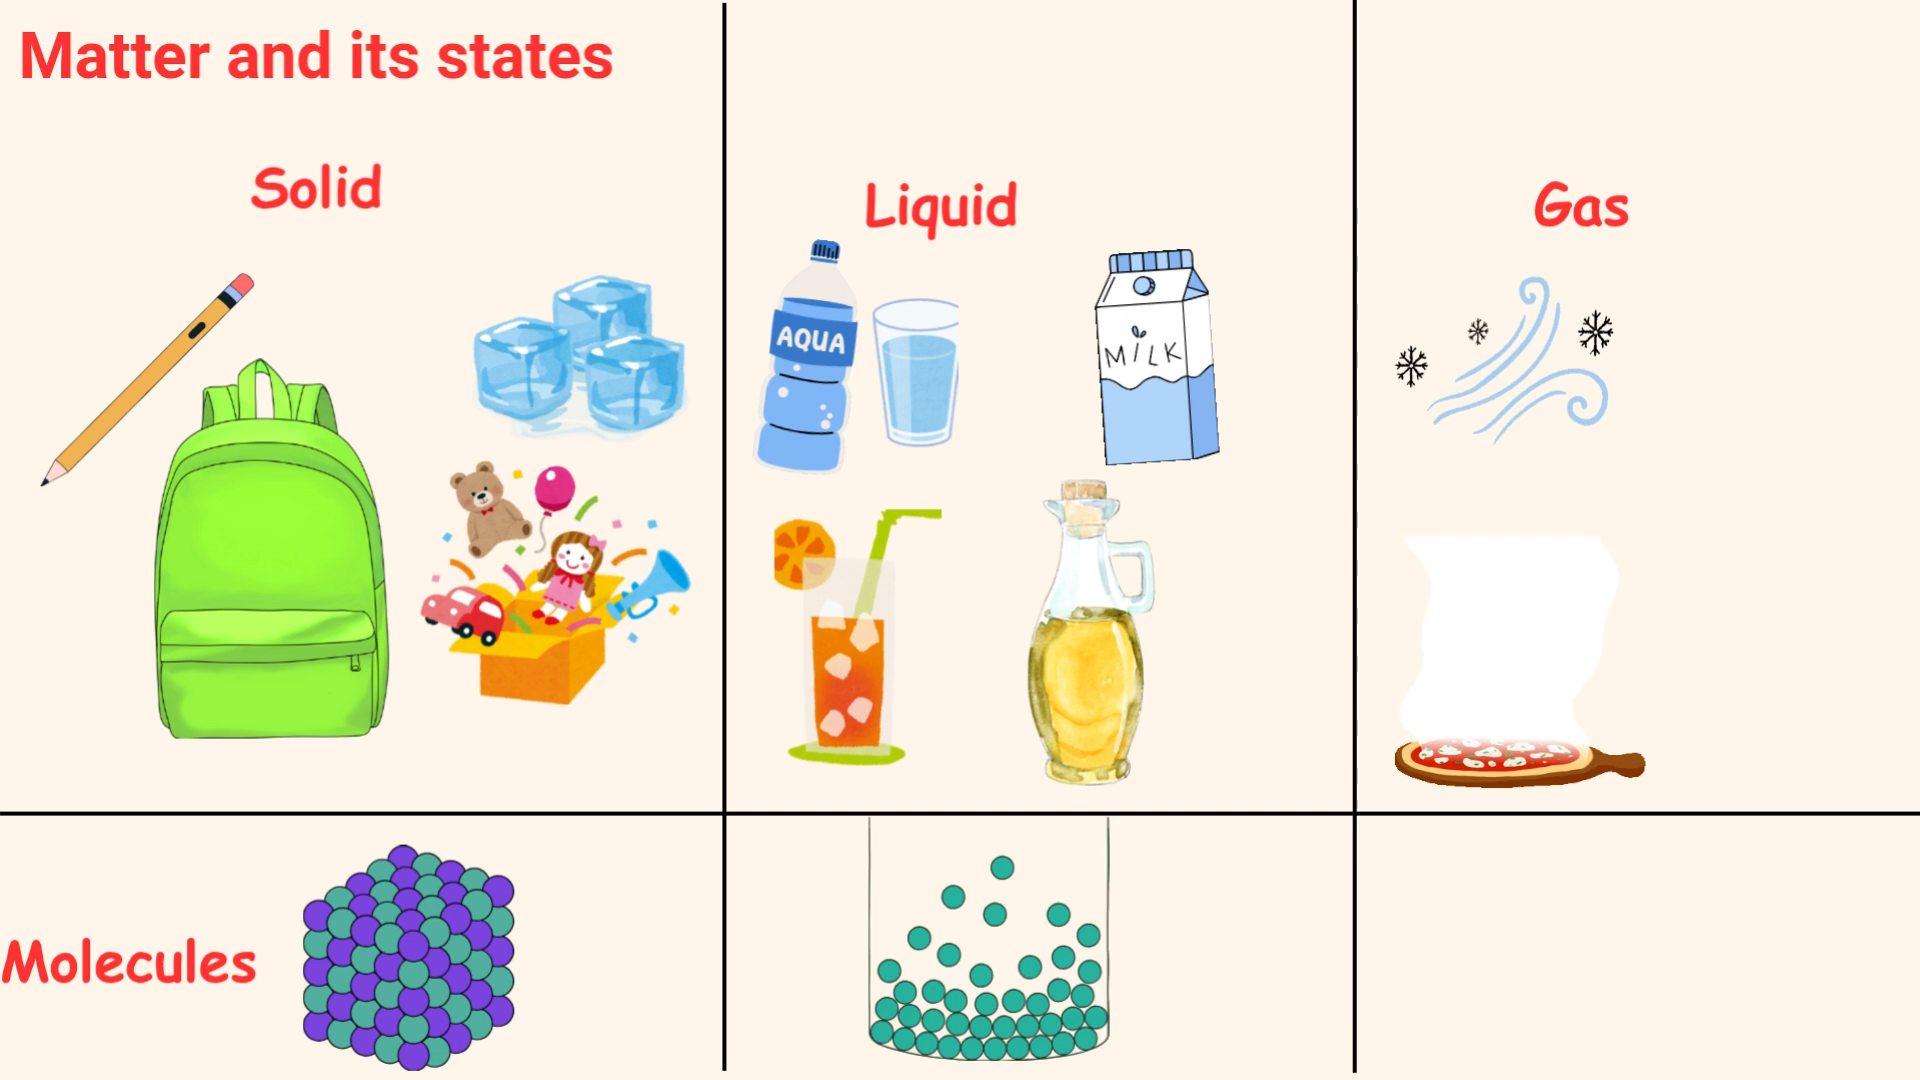 Matter and its states
Solid
Liquid
Gas
AQUA
MILK
Molecules